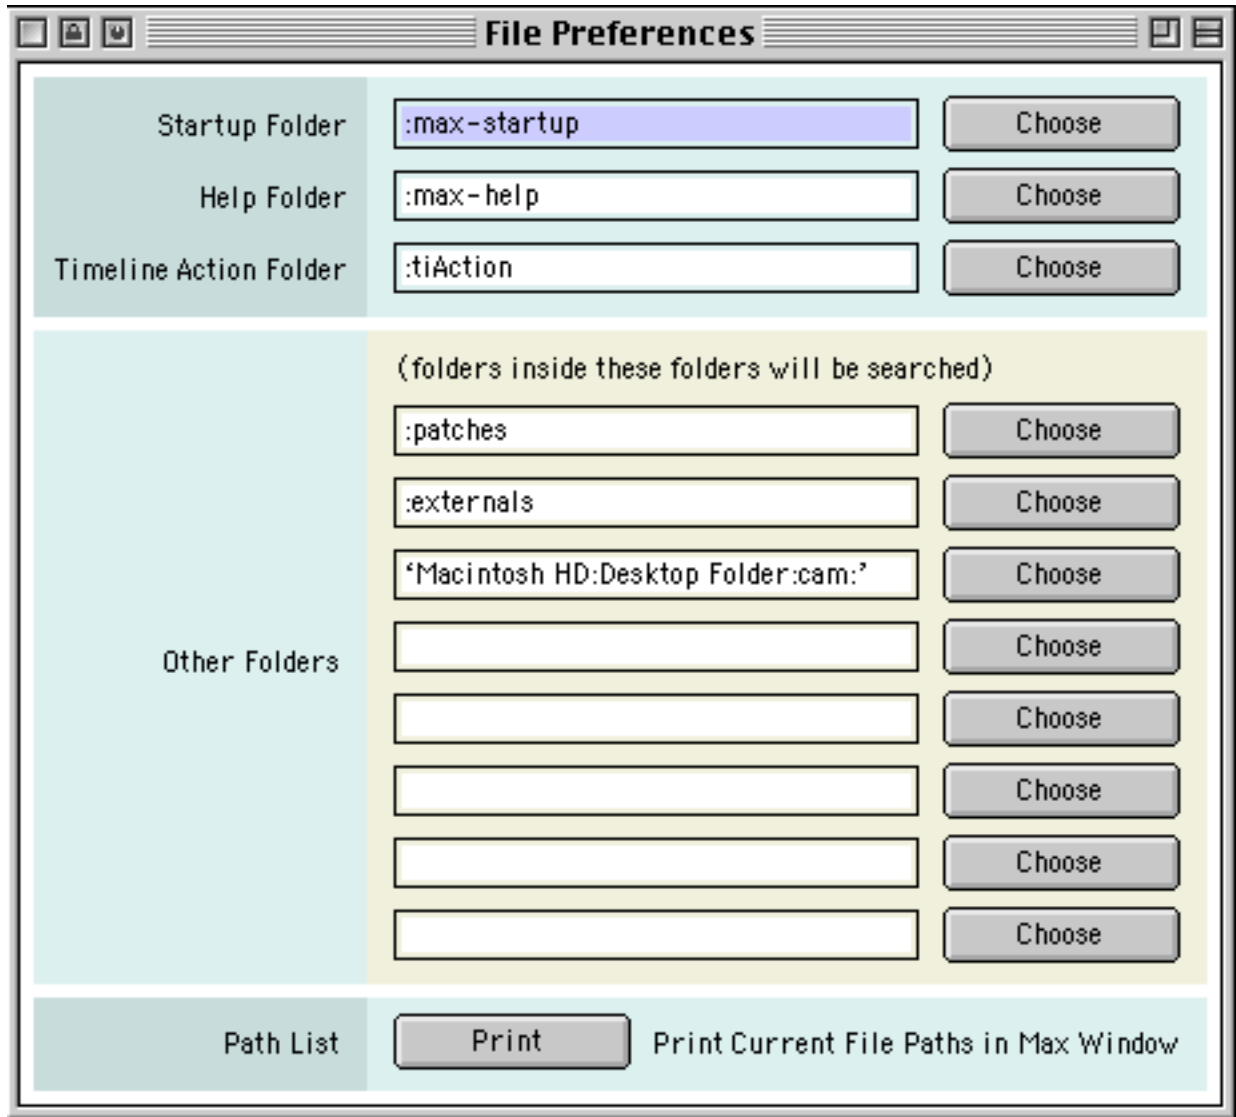 File Preferences
Startup Folder :max-startup Choose
Help Folder :max-help Choose
Timeline Action Folder :tiAction Choose
(folders inside these folders will be searched)
:patches Choose
:externals Choose
‘Macintosh HD:Desktop Folder:cam:’ Choose
Other Folders Choose
Choose
Choose
Choose
Choose
Path List Print Print Current File Paths in Max Window